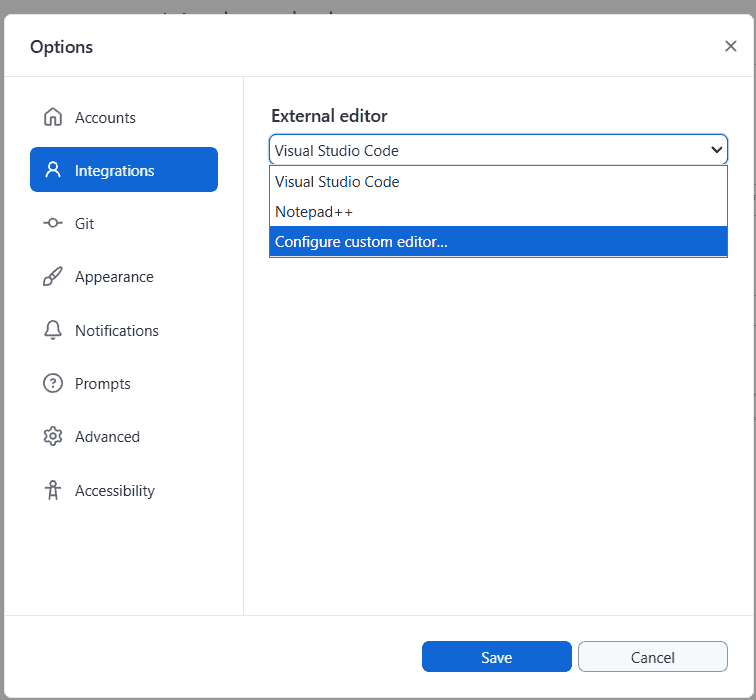 Options
Accounts
Integrations
Git
Appearance
Notifications
Prompts
Advanced
Accessibility
External editor
Visual Studio Code
Visual Studio Code
Notepad++
Configure custom editor...
Save
Cancel